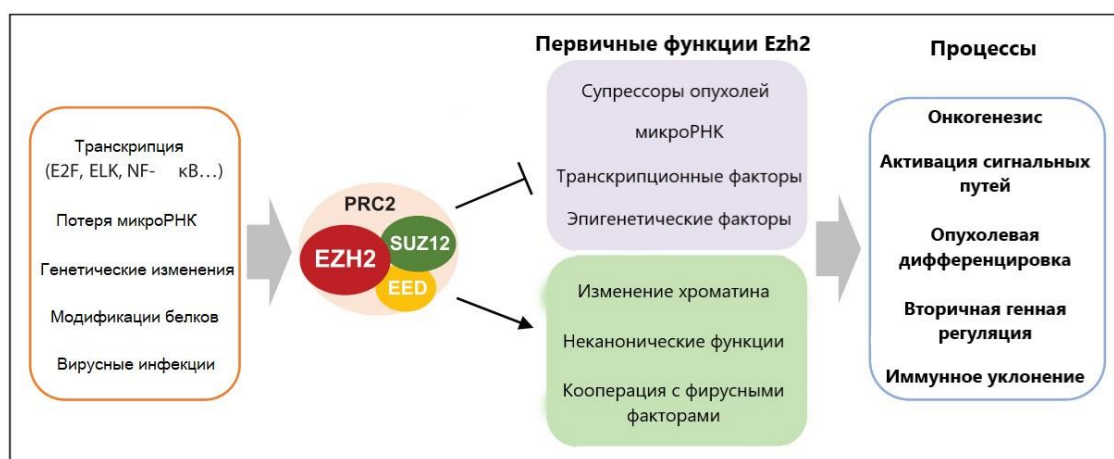 Первичные функции Ezh2
Процессы
Транскрипция
(E2F, ELK, NF- κB...)
Потеря микроРНК
Генетические изменения
Модификации белков
Вирусные инфекции
PRC2
EZH2
SUZ12
EED
Супрессоры опухолей
микроРНК
Транскрипционные факторы
Эпигенетические факторы
Изменение хроматина
Неканонические функции
Кооперация с фирусными
факторами
Онкогенезис
Активация сигнальных
путей
Опухолевая
дифференцировка
Вторичная генная
регуляция
Иммунное уклонение